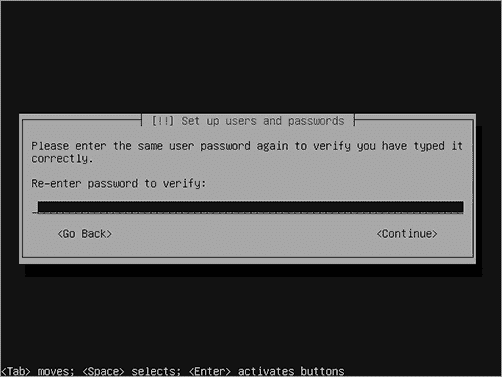 [!!] Set up users and passwords
Please enter the same user password again to verify you have typed it
correctly.
Re-enter password to verify:
<Go Back> <Continue>
<Tab> moves; <Space> selects; <Enter> activates buttons